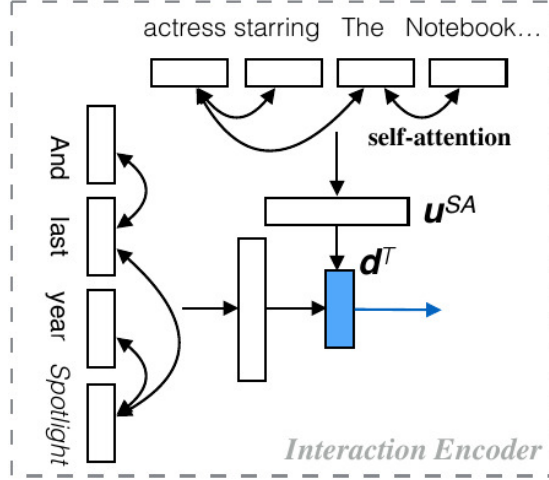 actress starring The Notebook...
self-attention
u^SA
d^T
And
last
year
Spotlight
Interaction Encoder